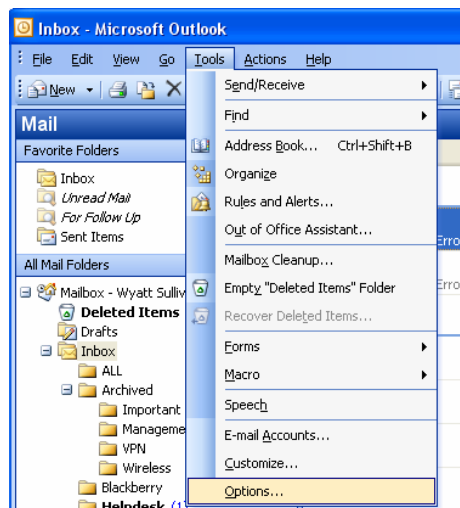 Inbox - Microsoft Outlook
File Edit View Go Tools Actions Help
New
Mail
Favorite Folders
Inbox
Unread Mail
For Follow Up
Sent Items
All Mail Folders
Mailbox - Wyatt Sulliv
Deleted Items
Drafts
Inbox
ALL
Archived
Important
Manageme
VPN
Wireless
Blackberry
Helpdesk (1
Send/Receive
Find
Address Book... Ctrl+Shift+B
Organize
Rules and Alerts...
Out of Office Assistant...
Mailbox Cleanup...
Empty "Deleted Items" Folder
Recover Deleted Items...
Forms
Macro
Speech
E-mail Accounts...
Customize...
Options...
Erro
Erro